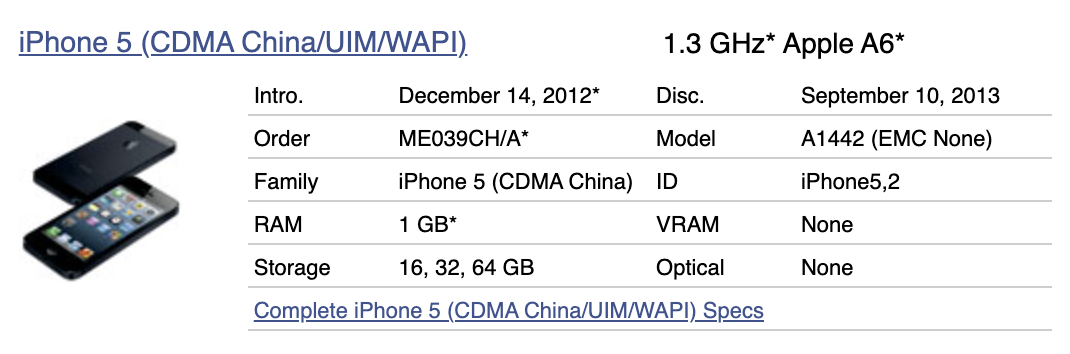 iPhone 5 (CDMA China/UIM/WAPI) 1.3 GHz* Apple A6*
Intro. December 14, 2012* Disc. September 10, 2013
Order ME039CH/A* Model A1442 (EMC None)
Family iPhone 5 (CDMA China) ID iPhone5,2
RAM 1 GB* VRAM None
Storage 16, 32, 64 GB Optical None
Complete iPhone 5 (CDMA China/UIM/WAPI) Specs